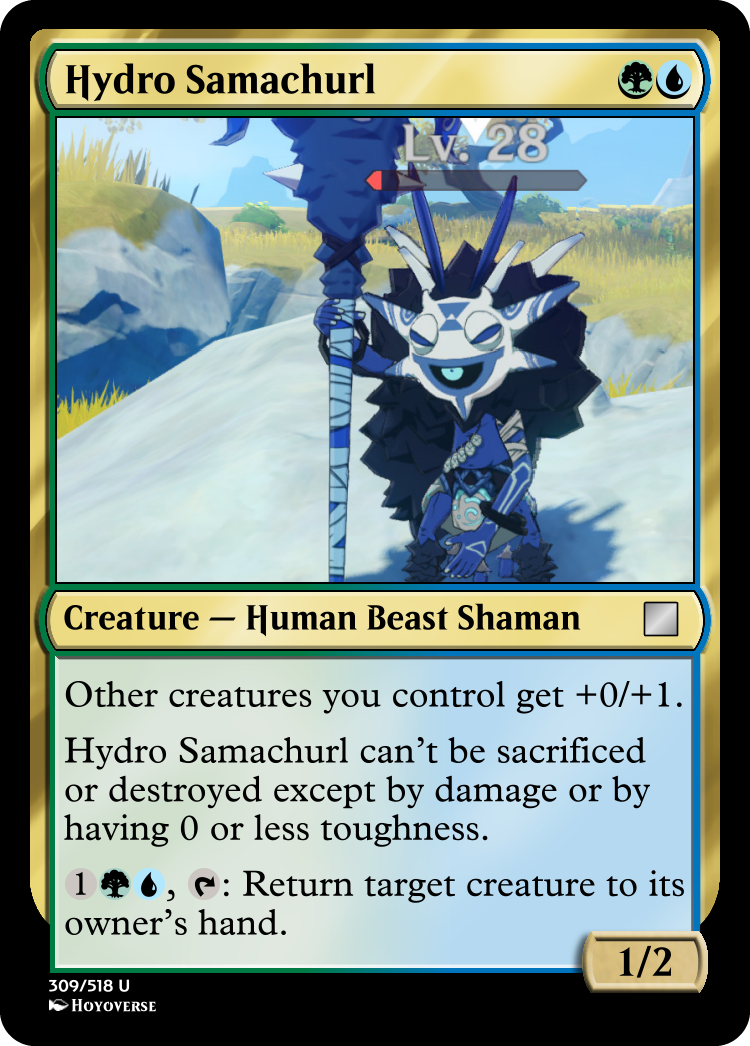 Hydro Samachurl
Lv. 28
Creature — Human Beast Shaman
Other creatures you control get +0/+1.
Hydro Samachurl can't be sacrificed
or destroyed except by damage or by
having 0 or less toughness.
1, : Return target creature to its
owner's hand.
1/2
309/518 U
HOYOVERSE